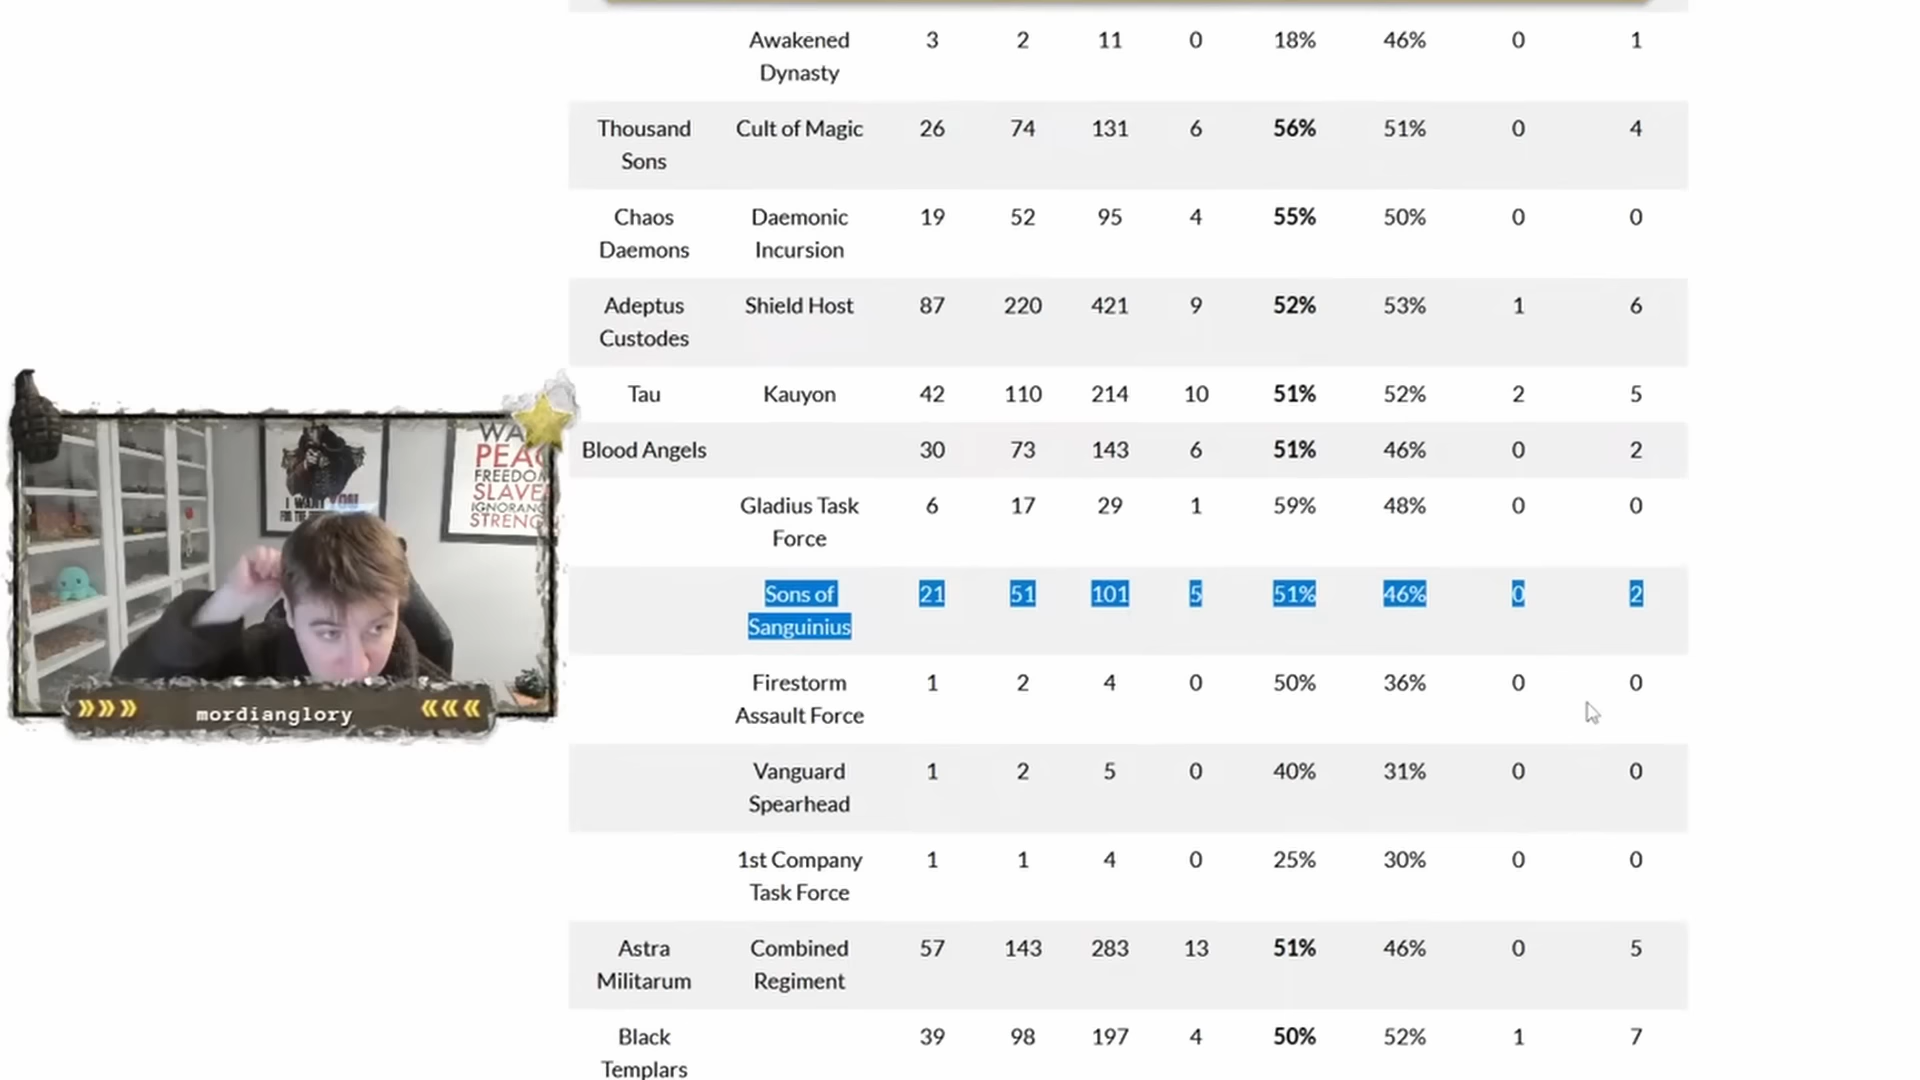 Awakened Dynasty 3 2 11 0 18% 46% 0 1
Thousand Sons Cult of Magic 26 74 131 6 56% 51% 0 4
Chaos Daemons Daemonic Incursion 19 52 95 4 55% 50% 0 0
Adeptus Custodes Shield Host 87 220 421 9 52% 53% 1 6
Tau Kauyon 42 110 214 10 51% 52% 2 5
Blood Angels 30 73 143 6 51% 46% 0 2
Gladius Task Force 6 17 29 1 59% 48% 0 0
Sons of Sanguinius 21 51 101 5 51% 46% 0 2
Firestorm Assault Force 1 2 4 0 50% 36% 0 0
Vanguard Spearhead 1 2 5 0 40% 31% 0 0
1st Company Task Force 1 1 4 0 25% 30% 0 0
Astra Militarum Combined Regiment 57 143 283 13 51% 46% 0 5
Black Templars 39 98 197 4 50% 52% 1 7
I WANT YOU
FOR THE
WA
PEAC
FREEDOM
SLAVE
IGNORANC
STRENG
mordianglory